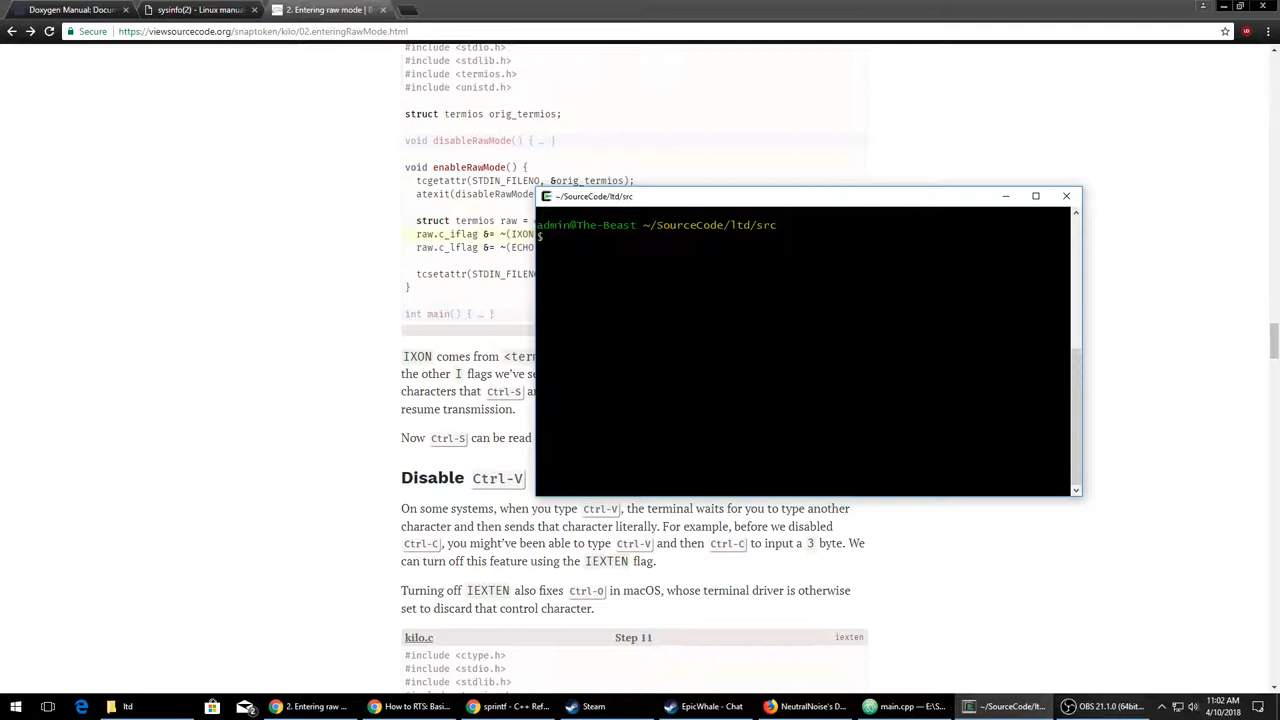 Doxygen Manual: Docum
sysinfo(2) - Linux manua
2. Entering raw mode | B
Secure
https://viewsourcecode.org/snaptoken/kilo/02.enteringRawMode.html
#include <stdio.h>
#include <stdlib.h>
#include <termios.h>
#include <unistd.h>
struct termios orig_termios;
void disableRawMode() { … }
void enableRawMode() {
tcgetattr(STDIN_FILENO, &orig_termios);
atexit(disableRawMode
struct termios raw =
raw.c_iflag &= ~(IXON
raw.c_lflag &= ~(ECHO
tcsetattr(STDIN_FILENO
}
int main() { … }
~/SourceCode/ltd/src
admin@The-Beast ~/SourceCode/ltd/src
$
IXON comes from <ter
the other I flags we've se
characters that Ctrl-S an
resume transmission.
Now Ctrl-S can be read
Disable Ctrl-V
On some systems, when you type Ctrl-V, the terminal waits for you to type another
character and then sends that character literally. For example, before we disabled
Ctrl-C, you might've been able to type Ctrl-V and then Ctrl-C to input a 3 byte. We
can turn off this feature using the IEXTEN flag.
Turning off IEXTEN also fixes Ctrl-O in macOS, whose terminal driver is otherwise
set to discard that control character.
kilo.c Step 11 iexten
#include <ctype.h>
#include <stdio.h>
#include <stdlib.h>
ltd
2
2. Entering raw ...
How to RTS: Basi...
sprintf - C++ Ref...
Steam
EpicWhale - Chat
NeutralNoise's D...
main.cpp — E:\S...
~/SourceCode/lt...
OBS 21.1.0 (64bit...
11:02 AM
4/10/2018